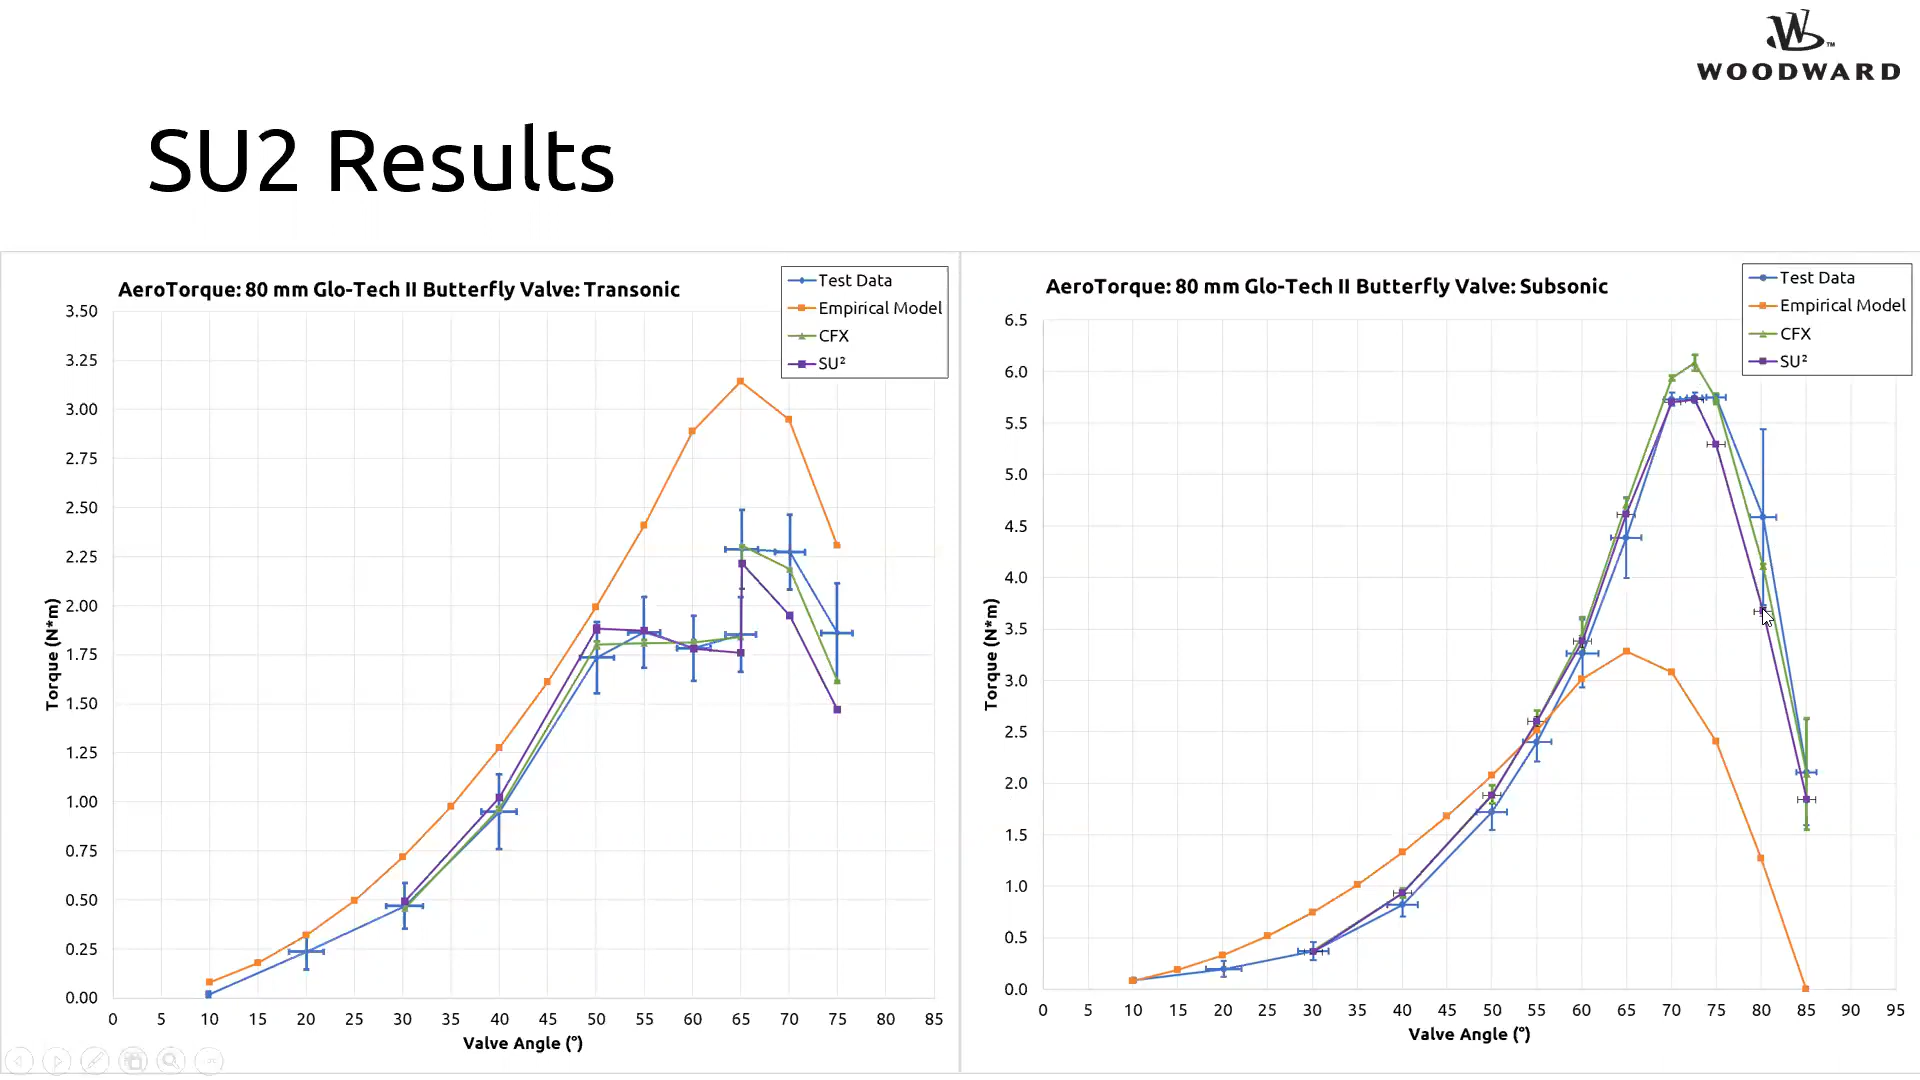 W™
WOODWARD
SU2 Results
AeroTorque: 80 mm Glo-Tech II Butterfly Valve: Transonic
Test Data
Empirical Model
CFX
SU²
3.50
3.25
3.00
2.75
2.50
2.25
2.00
1.75
1.50
1.25
1.00
0.75
0.50
0.25
0.00
Torque (N*m)
0 5 10 15 20 25 30 35 40 45 50 55 60 65 70 75 80 85
Valve Angle (°)
AeroTorque: 80 mm Glo-Tech II Butterfly Valve: Subsonic
Test Data
Empirical Model
CFX
SU²
6.5
6.0
5.5
5.0
4.5
4.0
3.5
3.0
2.5
2.0
1.5
1.0
0.5
0.0
Torque (N*m)
0 5 10 15 20 25 30 35 40 45 50 55 60 65 70 75 80 85 90 95
Valve Angle (°)